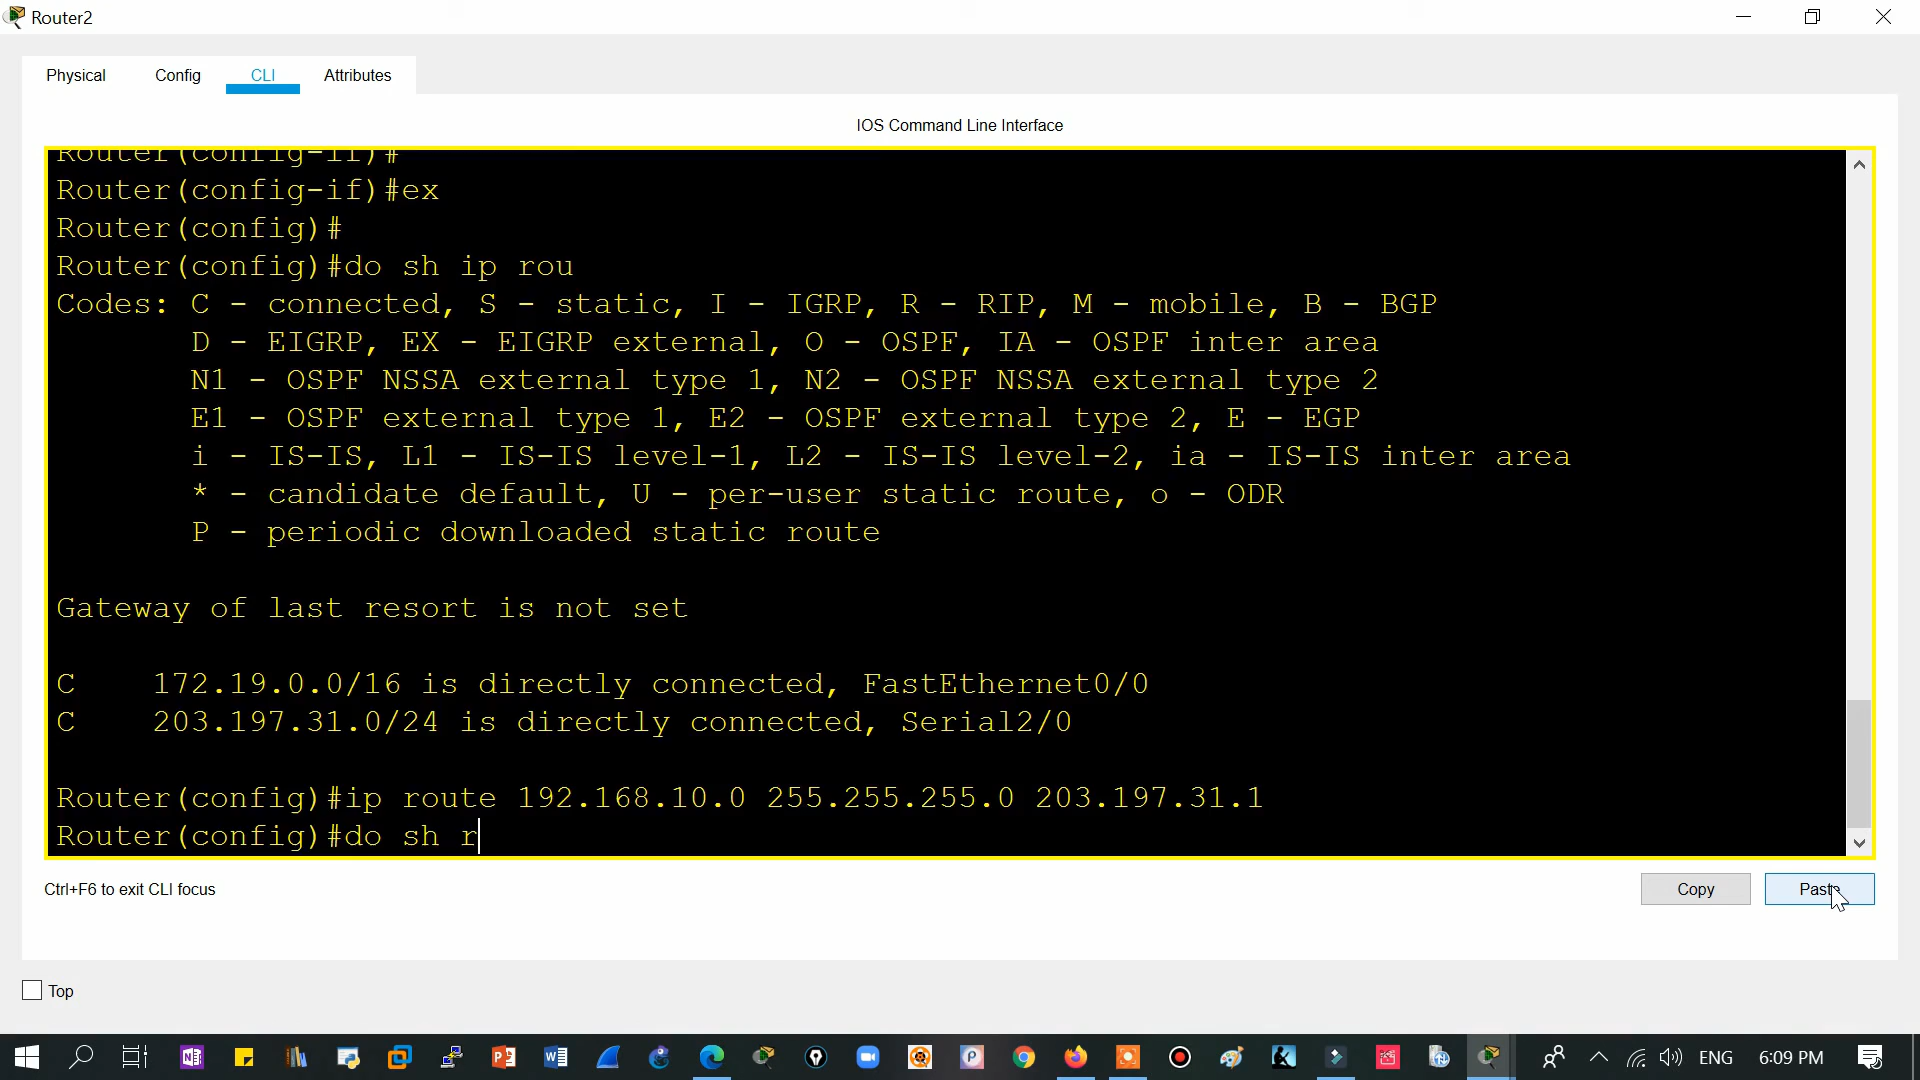 Router2
Physical
Config
CLI
Attributes
IOS Command Line Interface
Router(config-if)#
Router(config-if)#ex
Router(config)#
Router(config)#do sh ip rou
Codes: C - connected, S - static, I - IGRP, R - RIP, M - mobile, B - BGP
D - EIGRP, EX - EIGRP external, O - OSPF, IA - OSPF inter area
N1 - OSPF NSSA external type 1, N2 - OSPF NSSA external type 2
E1 - OSPF external type 1, E2 - OSPF external type 2, E - EGP
i - IS-IS, L1 - IS-IS level-1, L2 - IS-IS level-2, ia - IS-IS inter area
* - candidate default, U - per-user static route, o - ODR
P - periodic downloaded static route
Gateway of last resort is not set
C 172.19.0.0/16 is directly connected, FastEthernet0/0
C 203.197.31.0/24 is directly connected, Serial2/0
Router(config)#ip route 192.168.10.0 255.255.255.0 203.197.31.1
Router(config)#do sh r
Ctrl+F6 to exit CLI focus
Copy
Paste
Top
ENG
6:09 PM